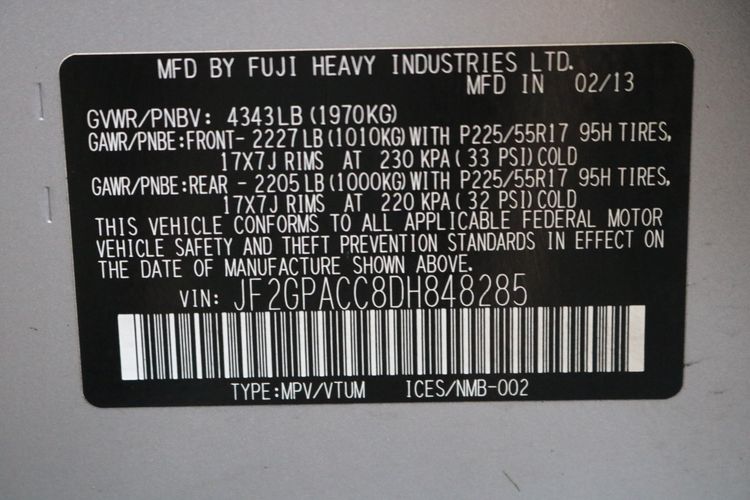 MFD BY FUJI HEAVY INDUSTRIES LTD.
MFD IN 02/13
GVWR/PNBV: 4343LB(1970KG)
GAWR/PNBE:FRONT- 2227LB(1010KG)WITH P225/55R17 95H TIRES,
17X7J RIMS AT 230 KPA(33 PSI)COLD
GAWR/PNBE:REAR - 2205LB(1000KG)WITH P225/55R17 95H TIRES,
17X7J RIMS AT 220 KPA(32 PSI)COLD
THIS VEHICLE CONFORMS TO ALL APPLICABLE FEDERAL MOTOR
VEHICLE SAFETY AND THEFT PREVENTION STANDARDS IN EFFECT ON
THE DATE OF MANUFACTURE SHOWN ABOVE.
VIN: JF2GPACC8DH848285
TYPE:MPV/VTUM ICES/NMB-002